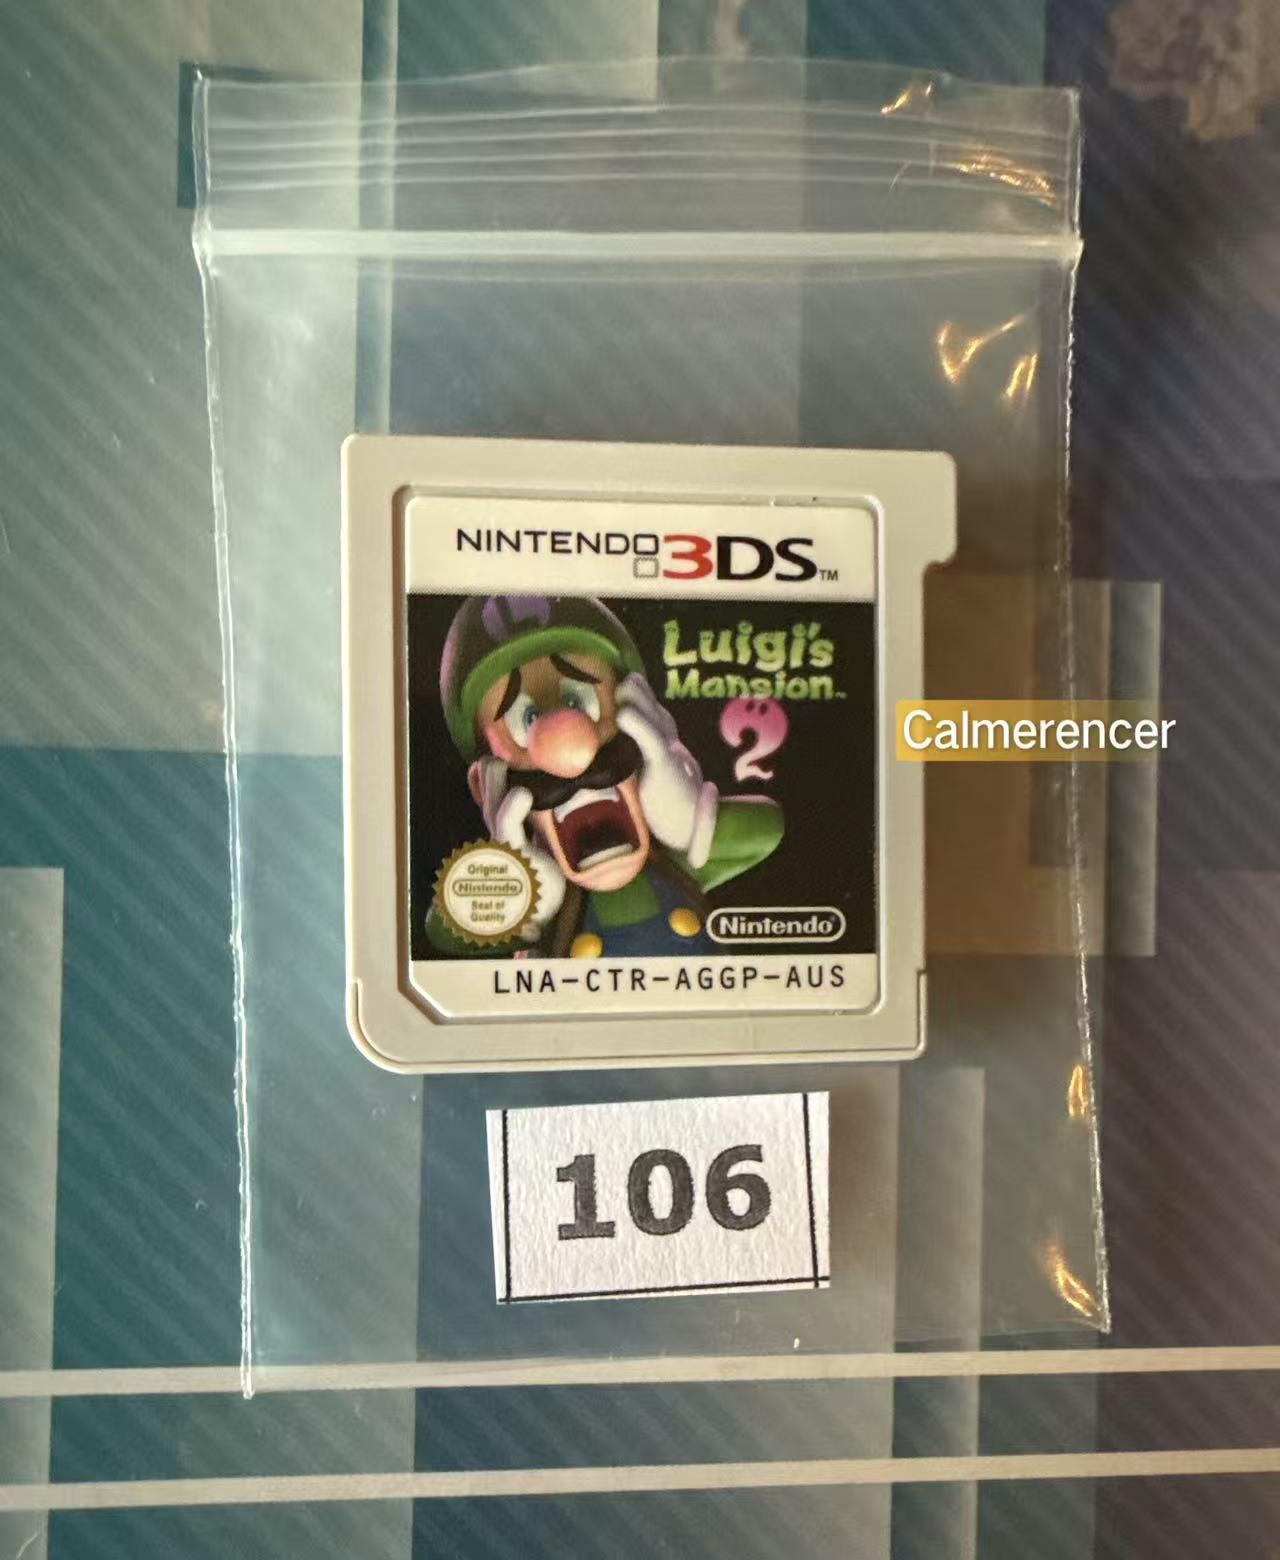 NINTENDO 3DS™
Luigi's
Mansion™
2
Calmerencer
Original
Nintendo
Seal of
Quality
Nintendo®
LNA-CTR-AGGP-AUS
106